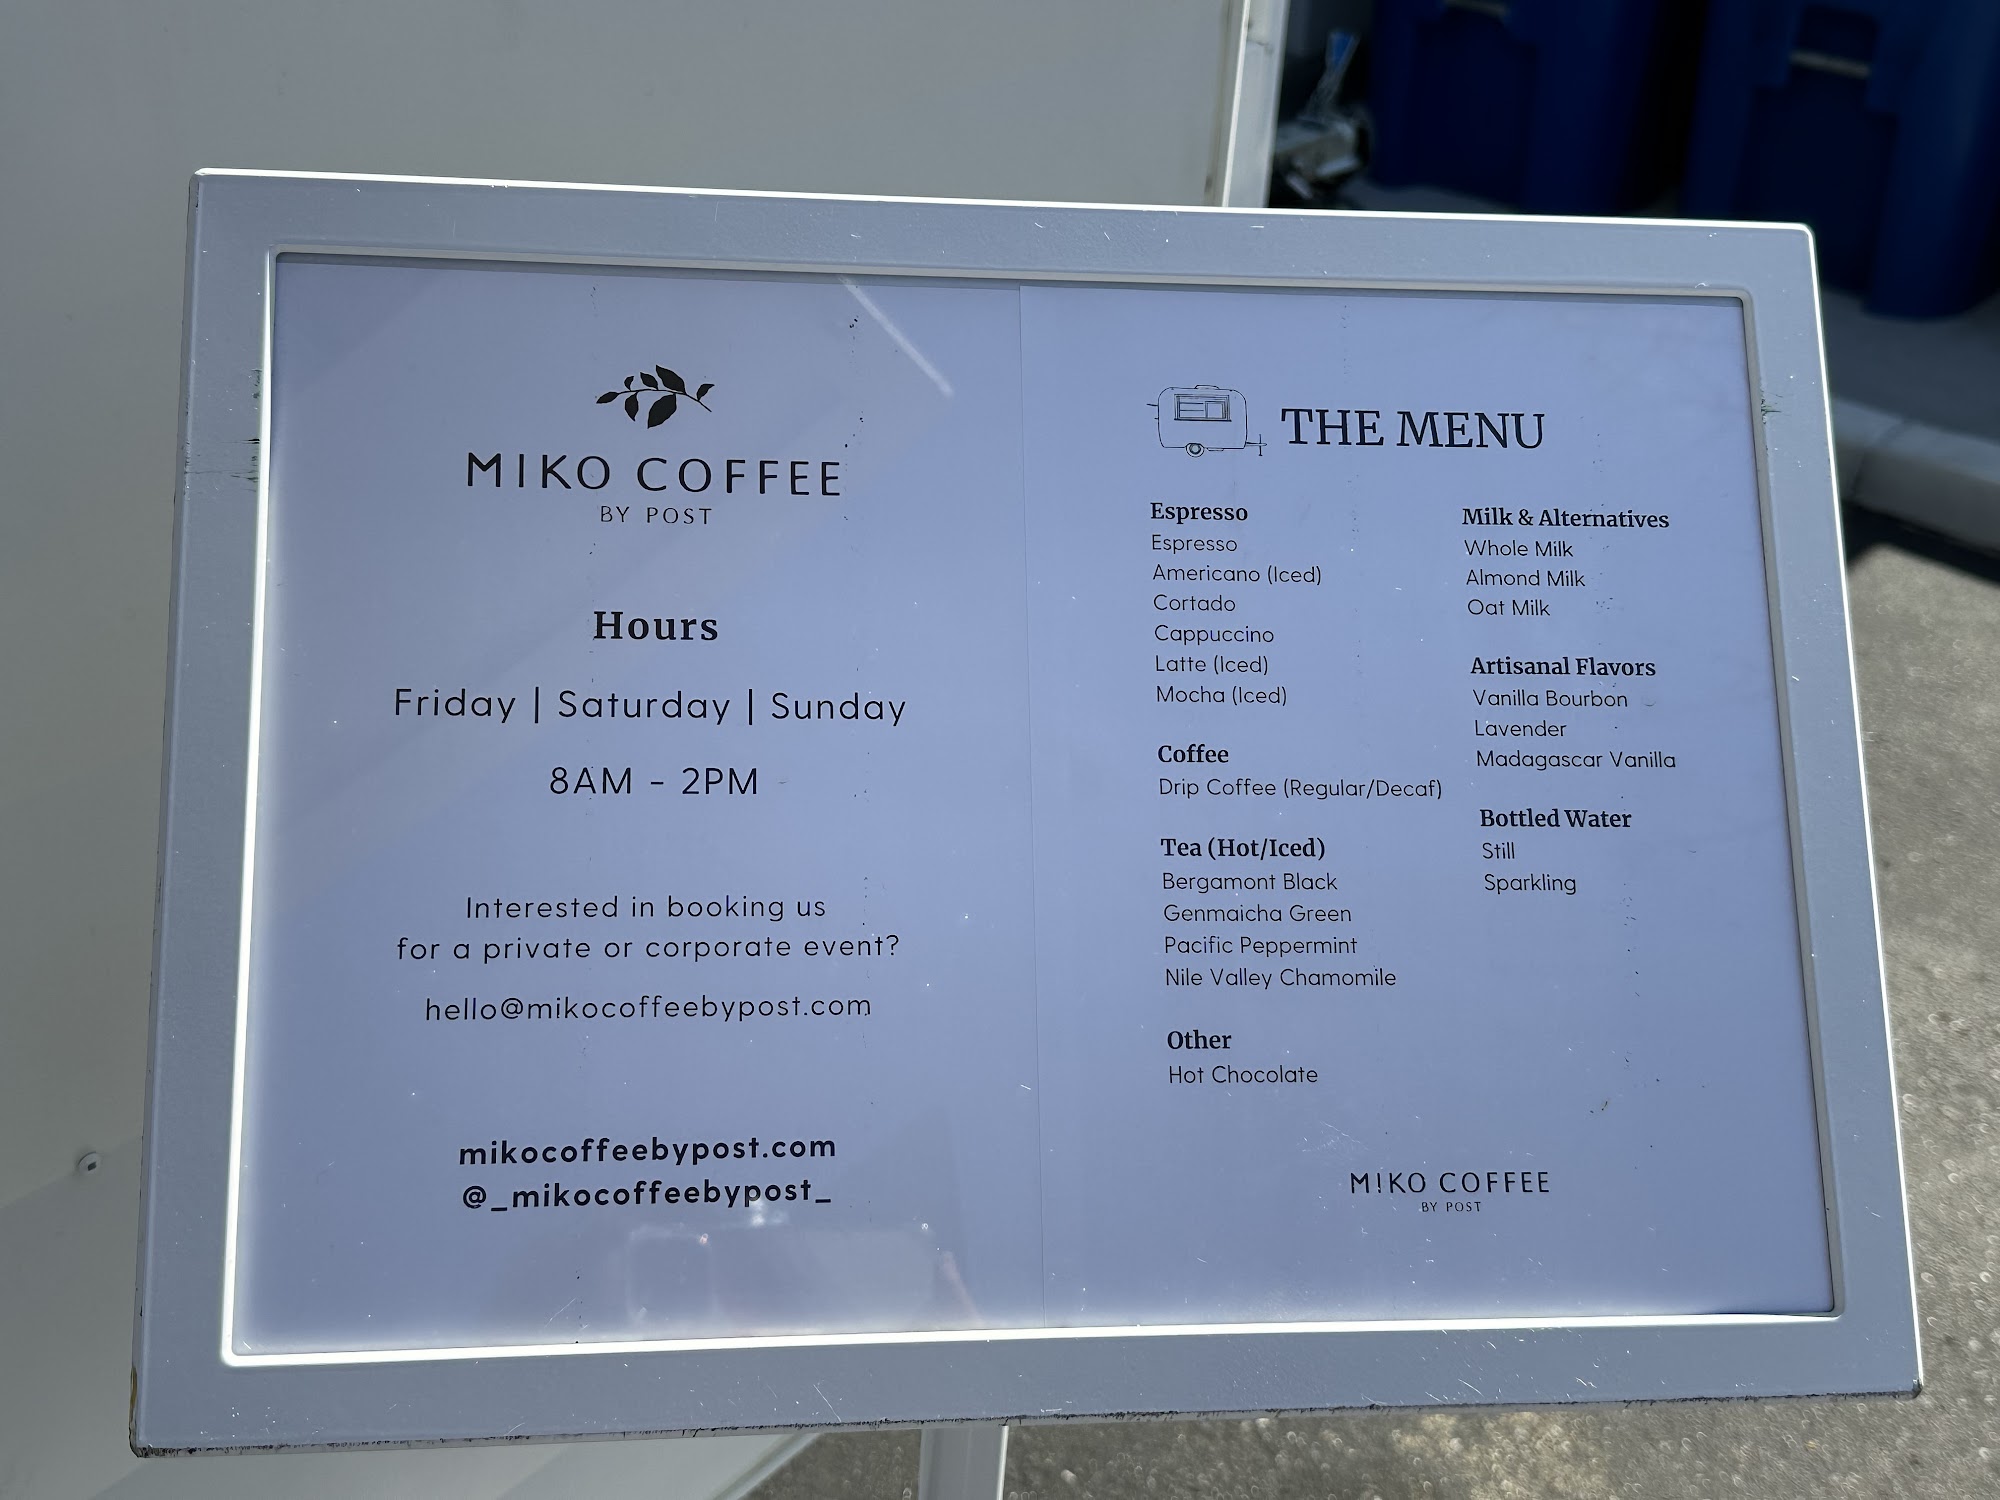 MIKO COFFEE
BY POST
Hours
Friday | Saturday | Sunday
8AM - 2PM
Interested in booking us
for a private or corporate event?
hello@mikocoffeebypost.com
mikocoffeebypost.com
@_mikocoffeebypost_
THE MENU
Espresso
Espresso
Americano (Iced)
Cortado
Cappuccino
Latte (Iced)
Mocha (Iced)
Coffee
Drip Coffee (Regular/Decaf)
Tea (Hot/Iced)
Bergamont Black
Genmaicha Green
Pacific Peppermint
Nile Valley Chamomile
Other
Hot Chocolate
Milk & Alternatives
Whole Milk
Almond Milk
Oat Milk
Artisanal Flavors
Vanilla Bourbon
Lavender
Madagascar Vanilla
Bottled Water
Still
Sparkling
MIKO COFFEE
BY POST